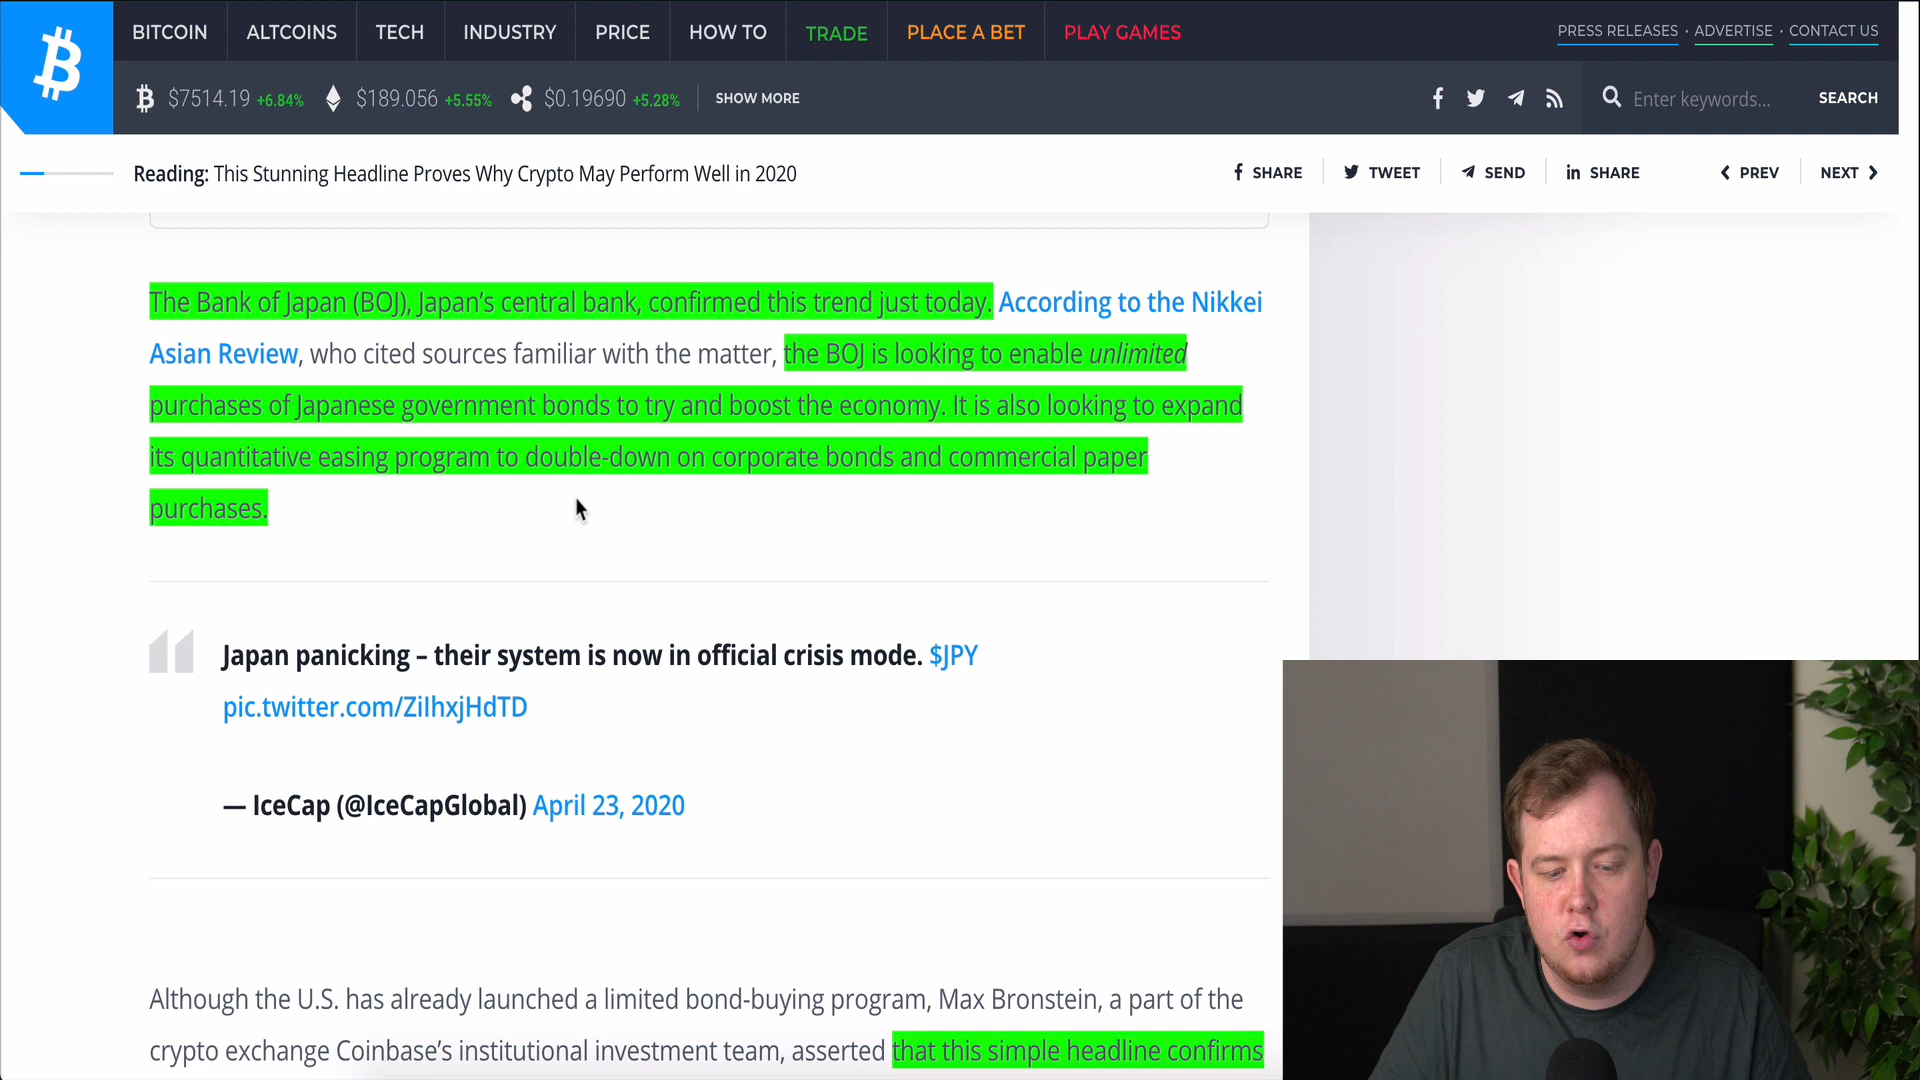 BITCOIN ALTCOINS TECH INDUSTRY PRICE HOW TO TRADE PLACE A BET PLAY GAMES PRESS RELEASES · ADVERTISE · CONTACT US
$7514.19 +6.84% $189.056 +5.55% $0.19690 +5.28% SHOW MORE Enter keywords... SEARCH
Reading: This Stunning Headline Proves Why Crypto May Perform Well in 2020 SHARE TWEET SEND SHARE PREV NEXT
The Bank of Japan (BOJ), Japan's central bank, confirmed this trend just today. According to the Nikkei
Asian Review, who cited sources familiar with the matter, the BOJ is looking to enable unlimited
purchases of Japanese government bonds to try and boost the economy. It is also looking to expand
its quantitative easing program to double-down on corporate bonds and commercial paper
purchases.
Japan panicking – their system is now in official crisis mode. $JPY
pic.twitter.com/ZiIhxjHdTD
— IceCap (@IceCapGlobal) April 23, 2020
Although the U.S. has already launched a limited bond-buying program, Max Bronstein, a part of the
crypto exchange Coinbase's institutional investment team, asserted that this simple headline confirms